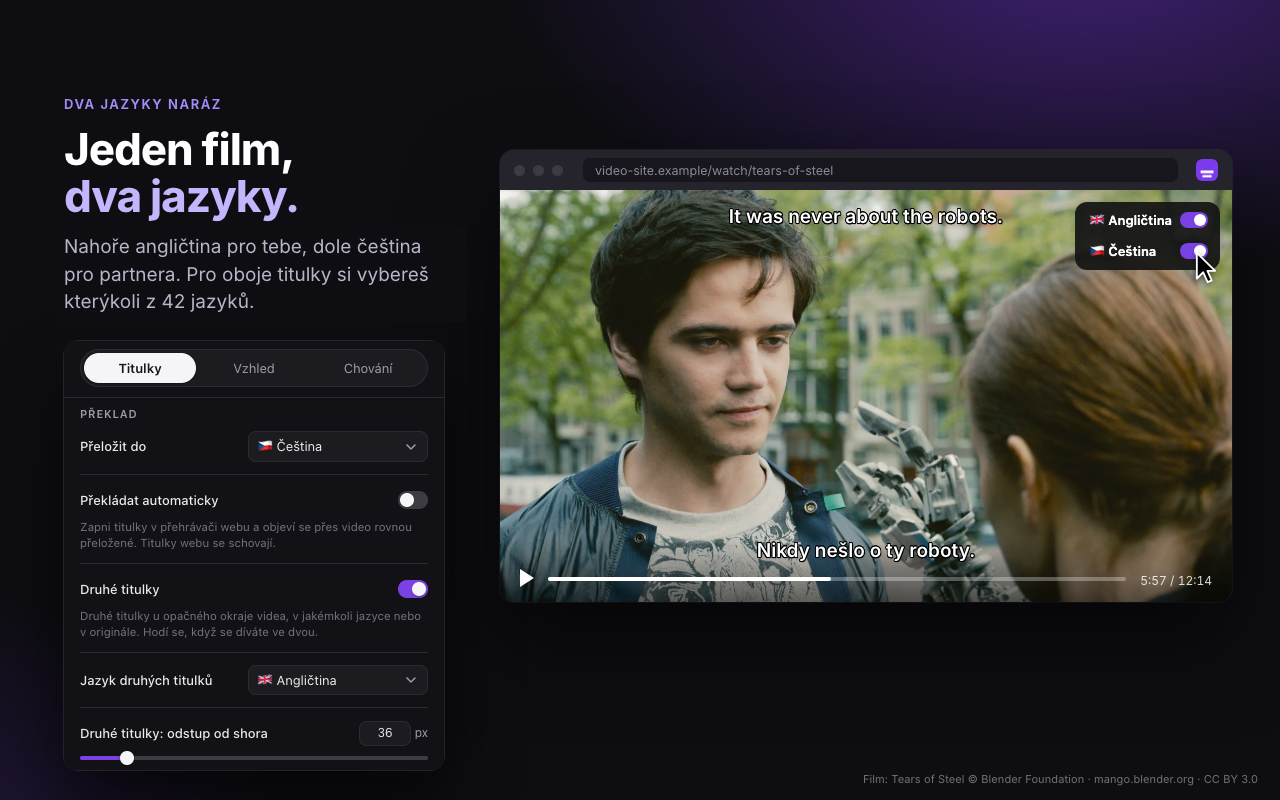 DVA JAZYKY NARÁZ
Jeden film,
dva jazyky.
Nahoře angličtina pro tebe, dole čeština
pro partnera. Pro oboje titulky si vybereš
kterýkoli z 42 jazyků.
Titulky
Vzhled
Chování
PŘEKLAD
Přeložit do
Čeština
Překládat automaticky
Zapni titulky v přehrávači webu a objeví se přes video rovnou
přeložené. Titulky webu se schovají.
Druhé titulky
Druhé titulky u opačného okraje videa, v jakémkoli jazyce nebo
v originále. Hodí se, když se díváte ve dvou.
Jazyk druhých titulků
Angličtina
Druhé titulky: odstup od shora
36
px
video-site.example/watch/tears-of-steel
It was never about the robots.
Angličtina
Čeština
Nikdy nešlo o ty roboty.
5:57 / 12:14
Film: Tears of Steel © Blender Foundation · mango.blender.org · CC BY 3.0